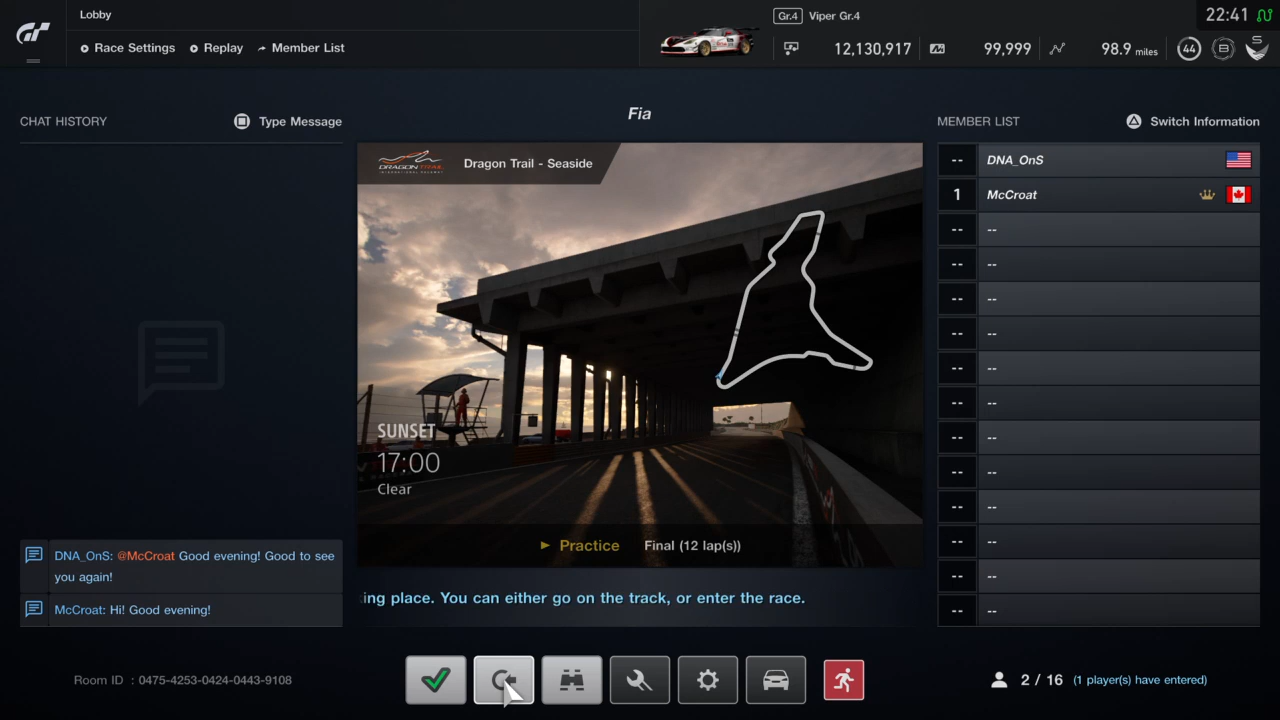 Lobby
Race Settings
Replay
Member List
Gr.4 Viper Gr.4
22:41
12,130,917
99,999
98.9 miles
44
B
S
CHAT HISTORY
Type Message
Fia
MEMBER LIST
Switch Information
DRAGON TRAIL
Dragon Trail - Seaside
-- DNA_OnS
1 McCroat
-- --
-- --
-- --
-- --
-- --
-- --
-- --
-- --
-- --
-- --
-- --
-- --
SUNSET
17:00
Clear
Practice Final (12 lap(s))
DNA_OnS: @McCroat Good evening! Good to see
you again!
McCroat: Hi! Good evening!
ing place. You can either go on the track, or enter the race.
Room ID : 0475-4253-0424-0443-9108
2 / 16 (1 player(s) have entered)